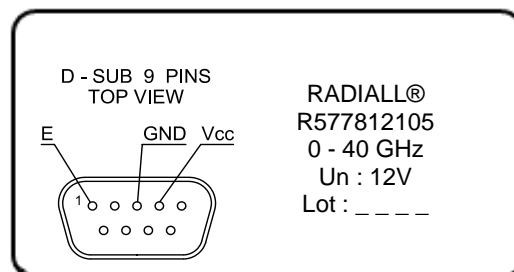 D - SUB 9 PINS
TOP VIEW
E GND Vcc
1
RADIALL®
R577812105
0 - 40 GHz
Un : 12V
Lot : _ _ _ _